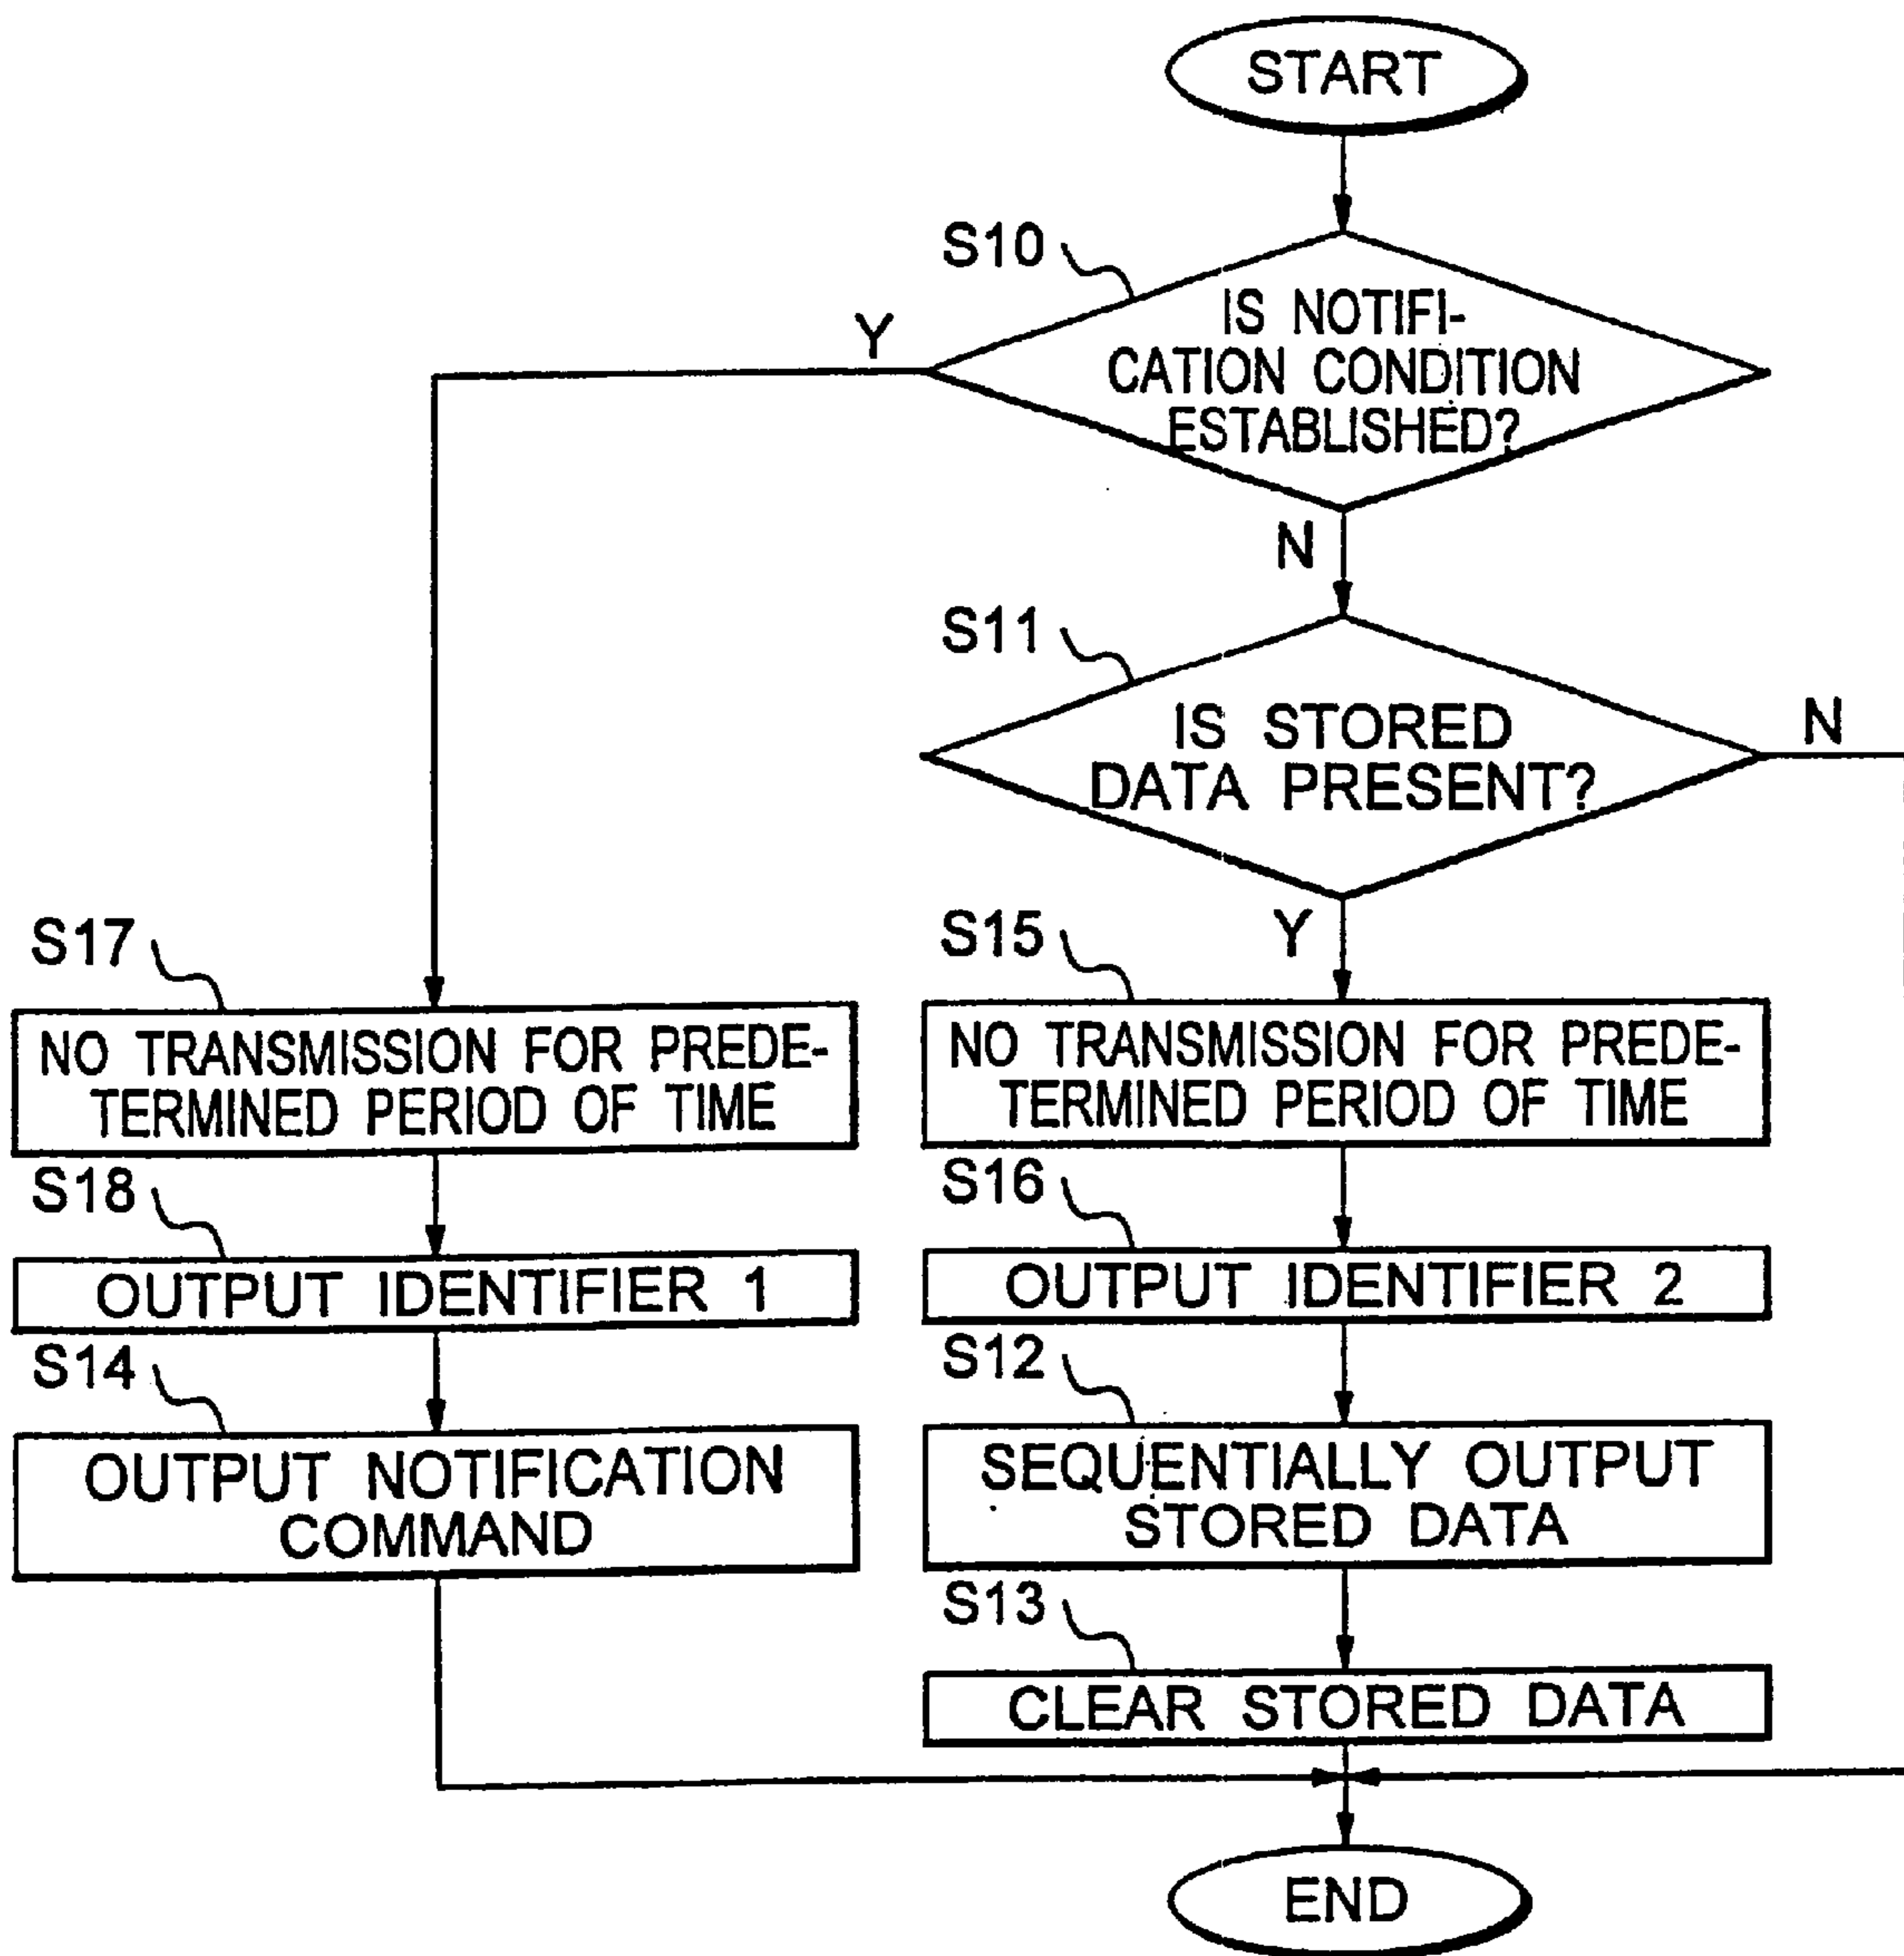 START
S10
IS NOTIFI-
CATION CONDITION
ESTABLISHED?
Y
N
S11
IS STORED
DATA PRESENT?
N
Y
S17
NO TRANSMISSION FOR PREDE-
TERMINED PERIOD OF TIME
S18
OUTPUT IDENTIFIER 1
S14
OUTPUT NOTIFICATION
COMMAND
S15
NO TRANSMISSION FOR PREDE-
TERMINED PERIOD OF TIME
S16
OUTPUT IDENTIFIER 2
S12
SEQUENTIALLY OUTPUT
STORED DATA
S13
CLEAR STORED DATA
END